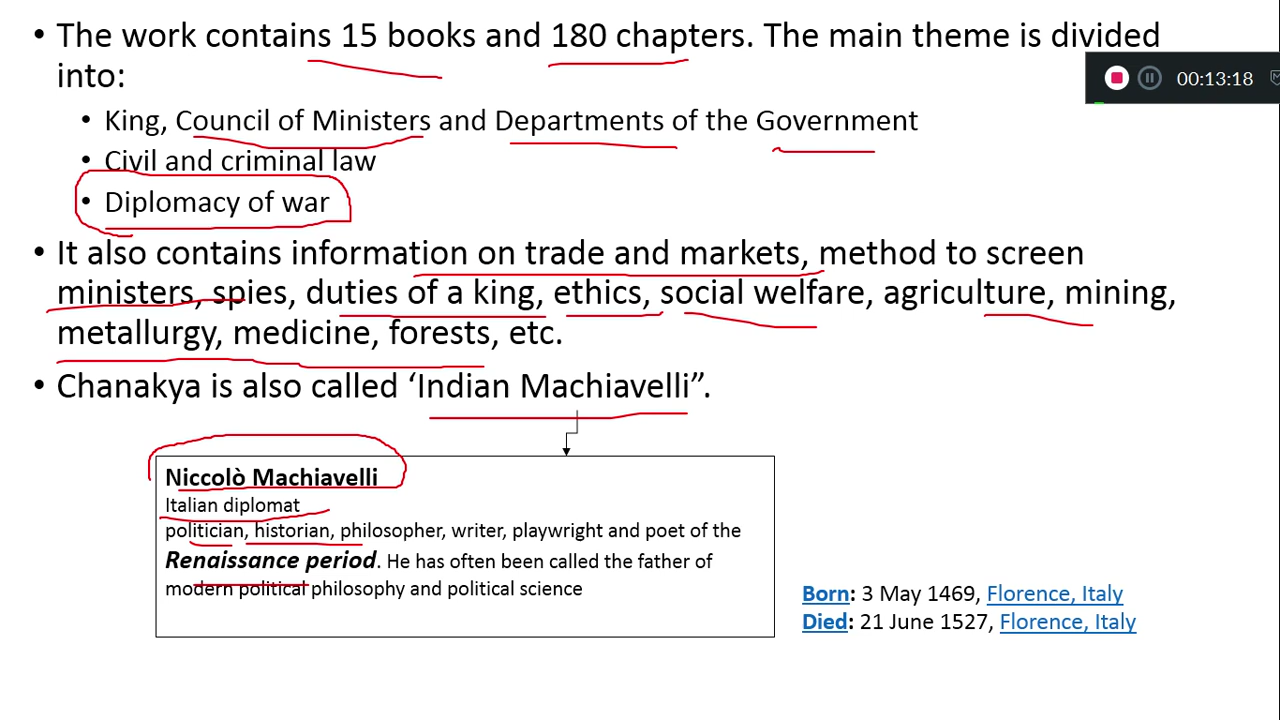 • The work contains 15 books and 180 chapters. The main theme is divided
into:
00:13:18
• King, Council of Ministers and Departments of the Government
• Civil and criminal law
• Diplomacy of war
• It also contains information on trade and markets, method to screen
ministers, spies, duties of a king, ethics, social welfare, agriculture, mining,
metallurgy, medicine, forests, etc.
• Chanakya is also called ‘Indian Machiavelli”.
Niccolò Machiavelli
Italian diplomat
politician, historian, philosopher, writer, playwright and poet of the
Renaissance period. He has often been called the father of
modern political philosophy and political science
Born: 3 May 1469, Florence, Italy
Died: 21 June 1527, Florence, Italy